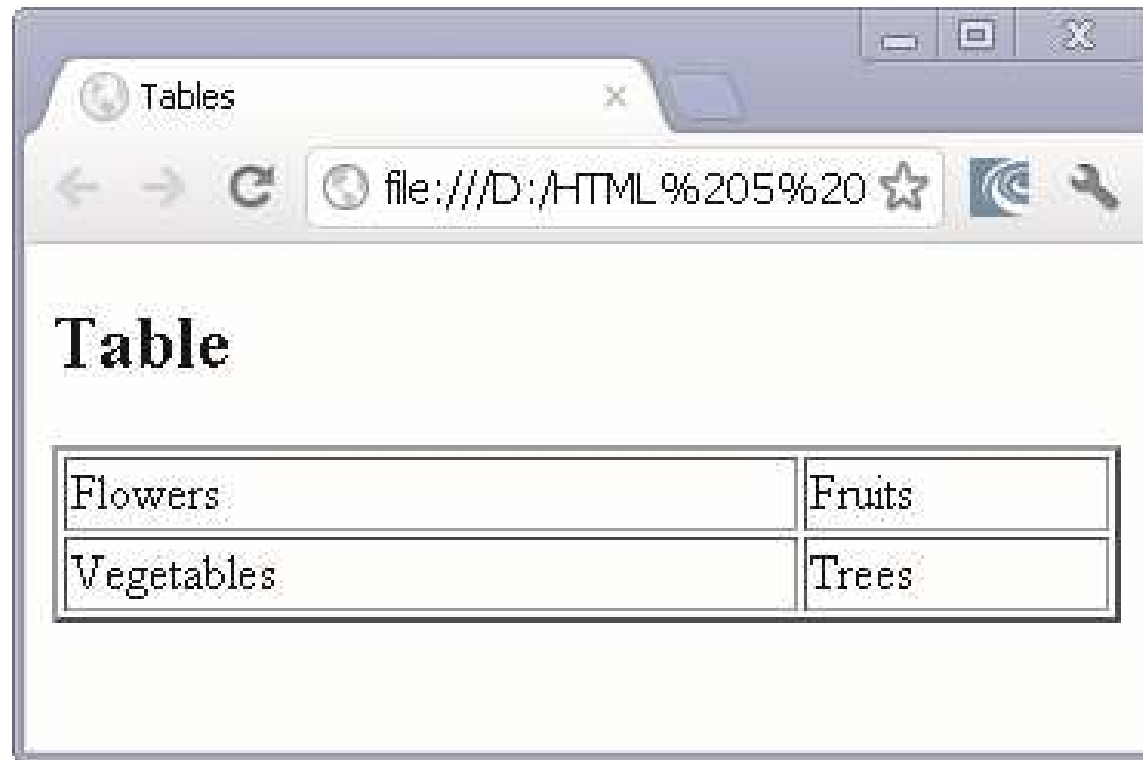 Tables
file:///D:/HTML%205%20
Table
Flowers Fruits
Vegetables Trees